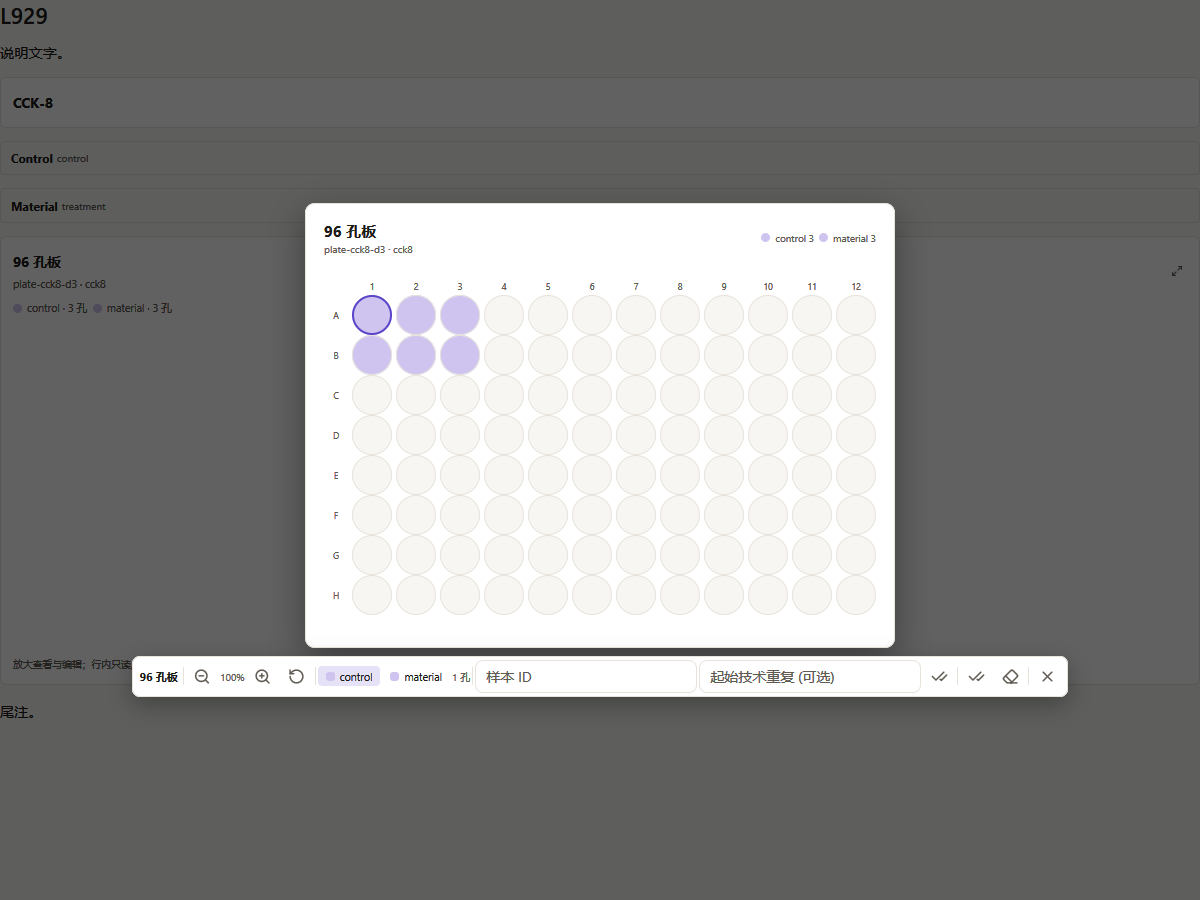 L929
说明文字。
CCK-8
Control control
Material treatment
96 孔板
plate-cck8-d3 · cck8
control · 3 孔 material · 3 孔
96 孔板
plate-cck8-d3 · cck8
control 3 material 3
1 2 3 4 5 6 7 8 9 10 11 12
A
B
C
D
E
F
G
H
放大查看与编辑；行内只读
96 孔板 100% control material 1 孔 样本 ID 起始技术重复 (可选)
尾注。